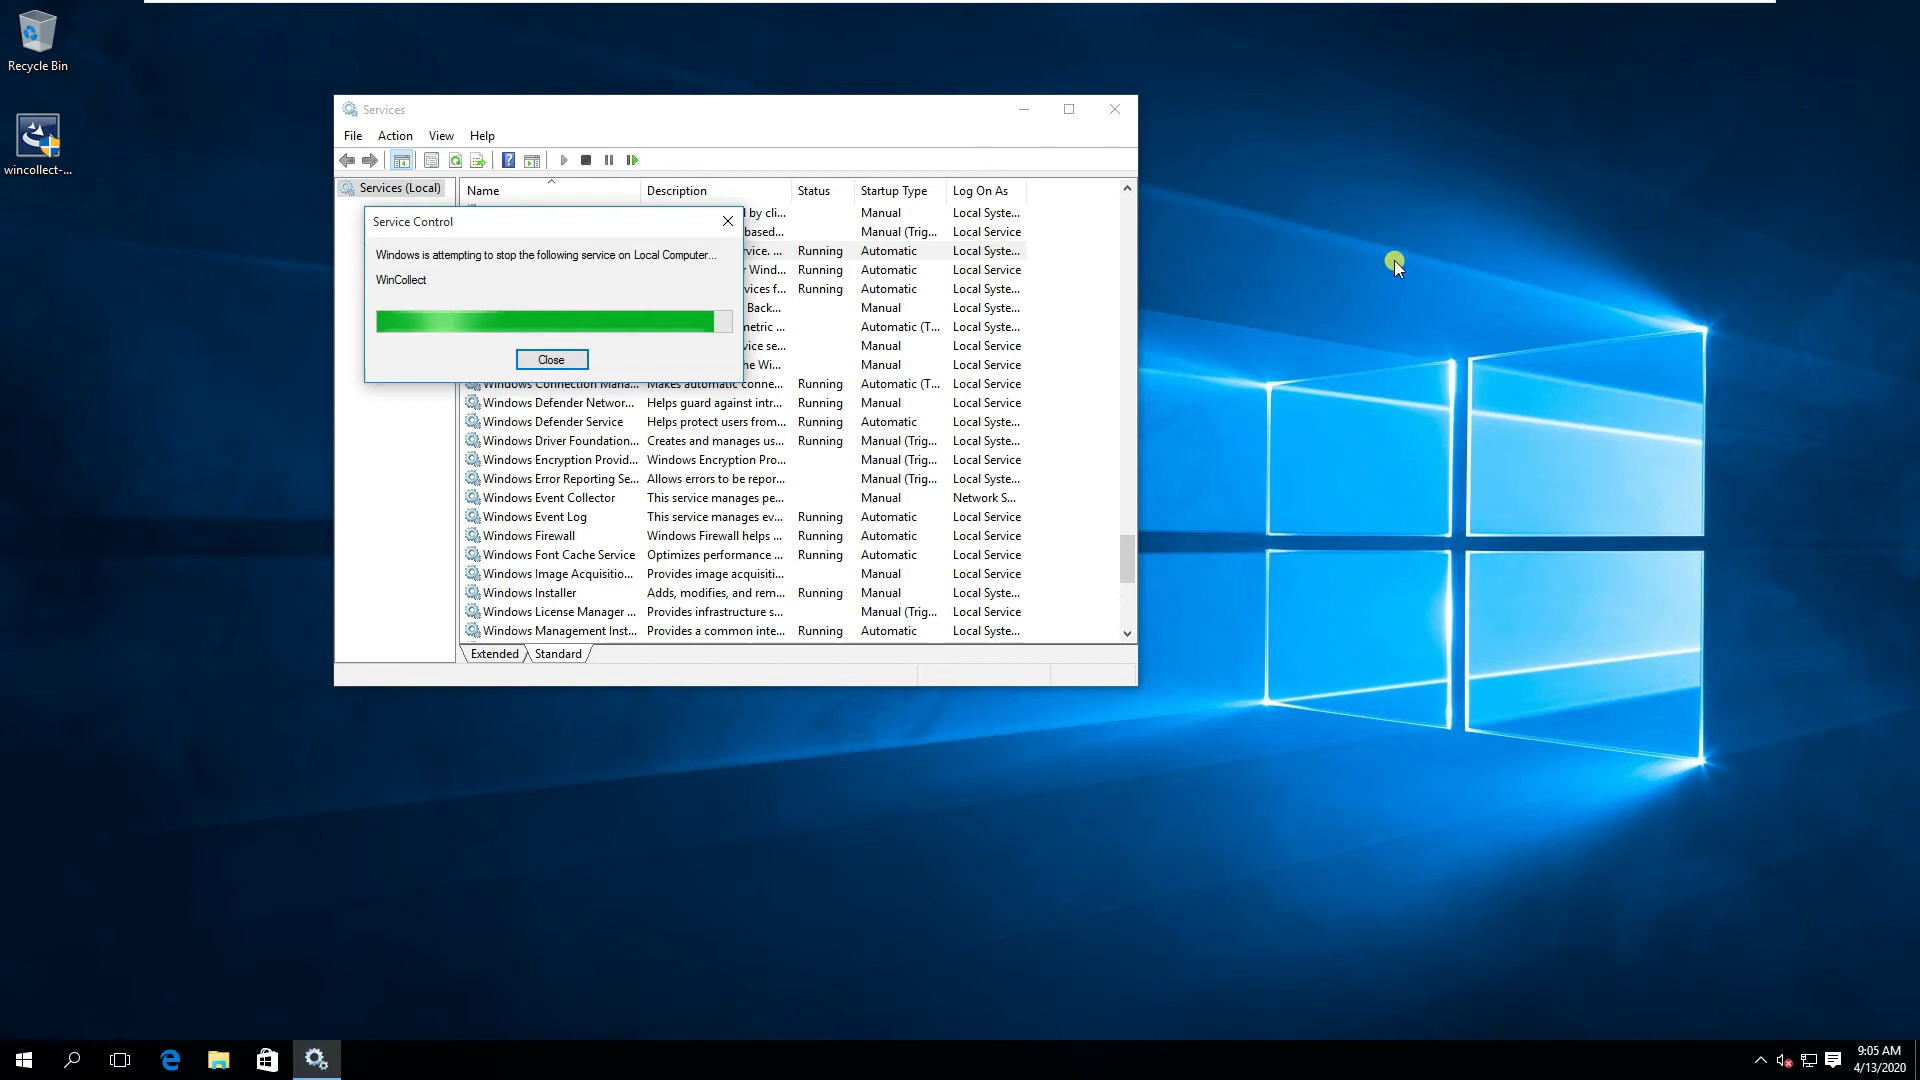 Recycle Bin
wincollect-...
Services
File Action View Help
Services (Local)
Name Description Status Startup Type Log On As
l by cli... Manual Local Syste...
based... Manual (Trig... Local Service
rvice. ... Running Automatic Local Syste...
r Wind... Running Automatic Local Service
vices f... Running Automatic Local Syste...
Back... Manual Local Syste...
metric ... Automatic (T... Local Syste...
vice se... Manual Local Syste...
he Wi... Manual Local Syste...
Service Control
Windows is attempting to stop the following service on Local Computer...
WinCollect
Close
Windows Connection Mana... Makes automatic conne... Running Automatic (T... Local Service
Windows Defender Networ... Helps guard against intr... Running Manual Local Service
Windows Defender Service Helps protect users from... Running Automatic Local Syste...
Windows Driver Foundation... Creates and manages us... Running Manual (Trig... Local Syste...
Windows Encryption Provid... Windows Encryption Pro... Manual (Trig... Local Service
Windows Error Reporting Se... Allows errors to be repor... Manual (Trig... Local Syste...
Windows Event Collector This service manages pe... Manual Network S...
Windows Event Log This service manages ev... Running Automatic Local Service
Windows Firewall Windows Firewall helps ... Running Automatic Local Service
Windows Font Cache Service Optimizes performance ... Running Automatic Local Service
Windows Image Acquisitio... Provides image acquisiti... Manual Local Service
Windows Installer Adds, modifies, and rem... Running Manual Local Syste...
Windows License Manager ... Provides infrastructure s... Manual (Trig... Local Service
Windows Management Inst... Provides a common inte... Running Automatic Local Syste...
Extended Standard
9:05 AM
4/13/2020